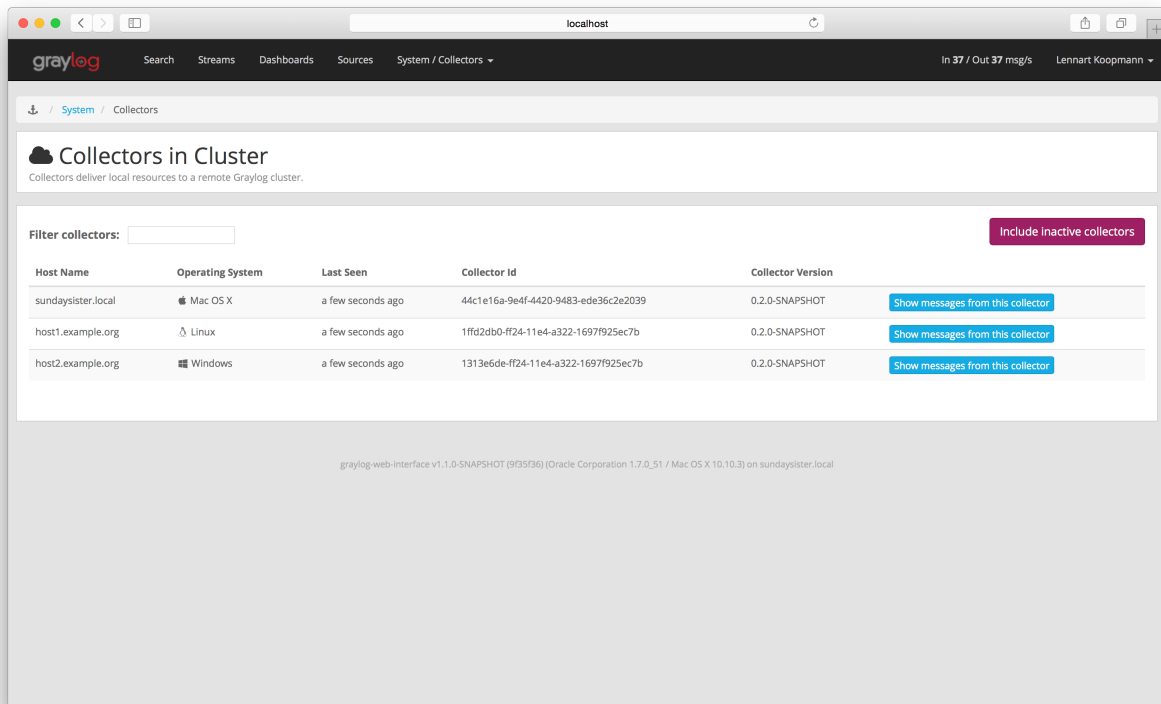 localhost
graylog Search Streams Dashboards Sources System / Collectors In 37 / Out 37 msg/s Lennart Koopmann
/ System / Collectors
Collectors in Cluster
Collectors deliver local resources to a remote Graylog cluster.
Filter collectors: Include inactive collectors
Host Name Operating System Last Seen Collector Id Collector Version
sundaysister.local Mac OS X a few seconds ago 44c1e16a-9e4f-4420-9483-ede36c2e2039 0.2.0-SNAPSHOT Show messages from this collector
host1.example.org Linux a few seconds ago 1ffd2db0-ff24-11e4-a322-1697f925ec7b 0.2.0-SNAPSHOT Show messages from this collector
host2.example.org Windows a few seconds ago 1313e6de-ff24-11e4-a322-1697f925ec7b 0.2.0-SNAPSHOT Show messages from this collector
graylog-web-interface v1.1.0-SNAPSHOT (9f35f36) (Oracle Corporation 1.7.0_51 / Mac OS X 10.10.3) on sundaysister.local